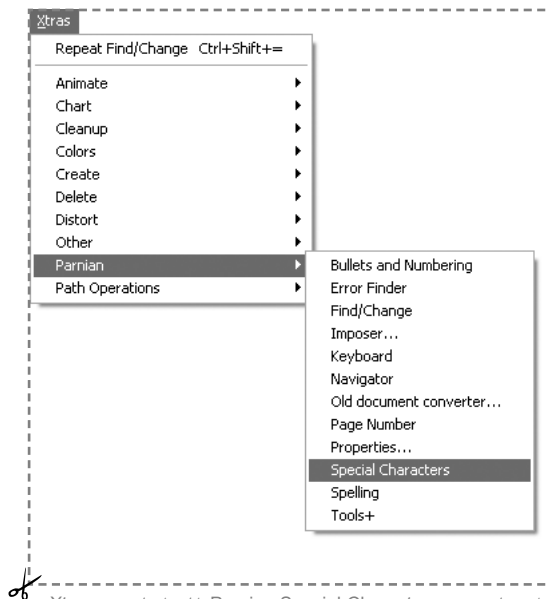 Xtras
Repeat Find/Change Ctrl+Shift+=
Animate
Chart
Cleanup
Colors
Create
Delete
Distort
Other
Parnian
Path Operations
Bullets and Numbering
Error Finder
Find/Change
Imposer...
Keyboard
Navigator
Old document converter...
Page Number
Properties...
Special Characters
Spelling
Tools+